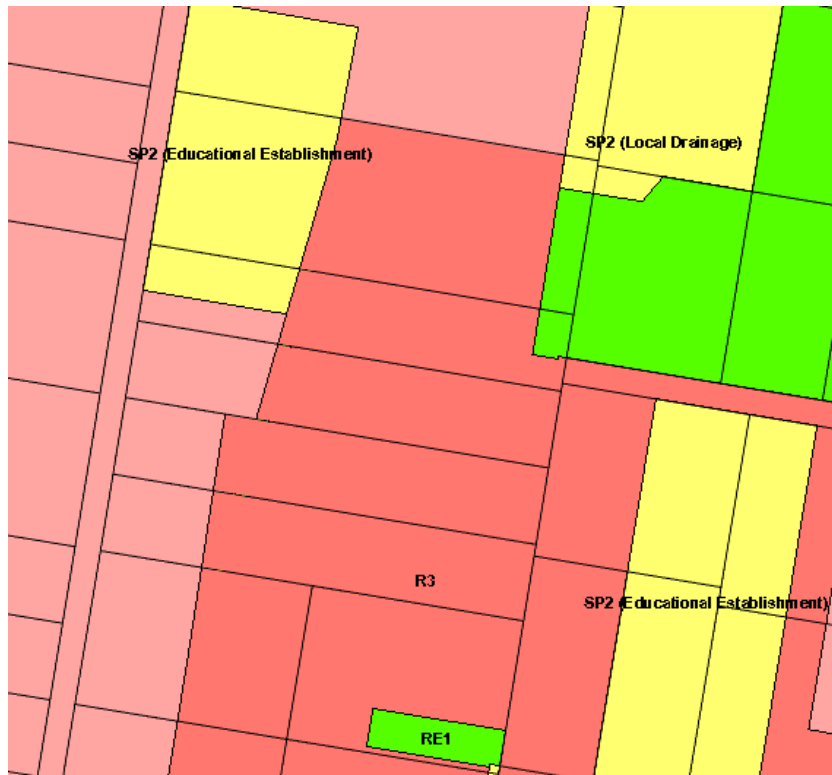 SP2 (Local Drainage)
SP2 (Educational Establishment)
R3
SP2 (Educational Establishment)
RE1